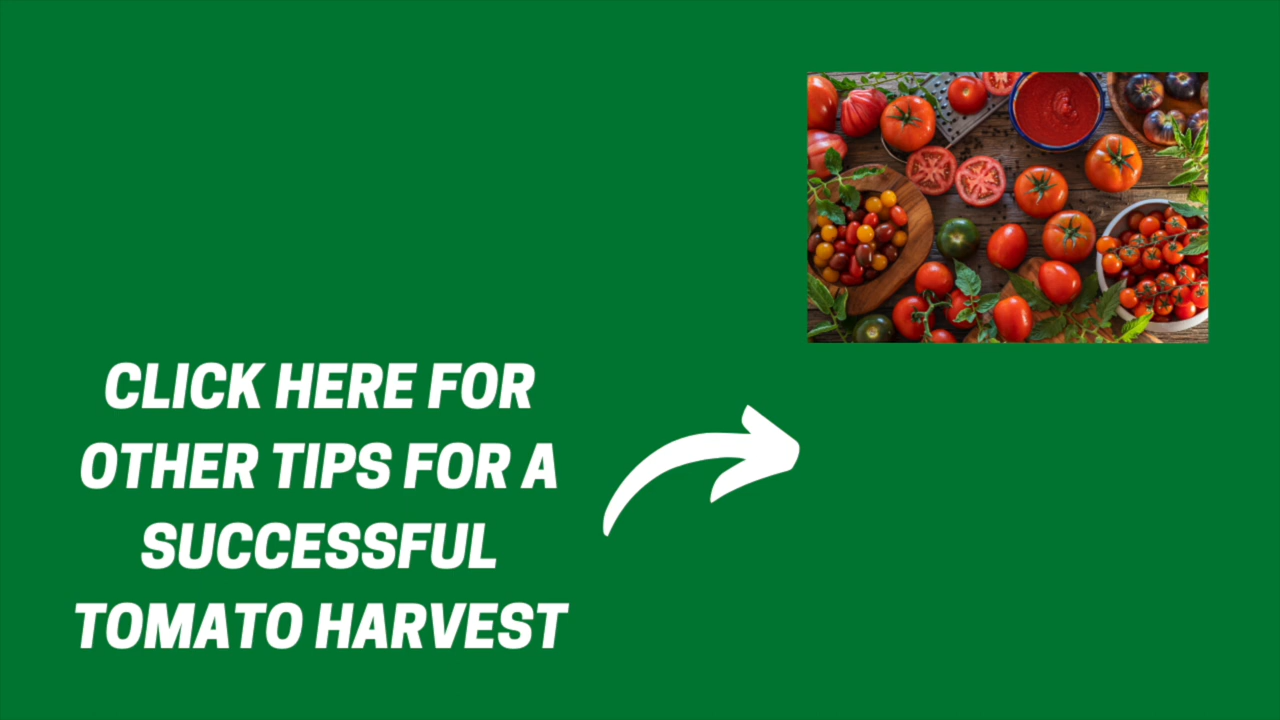 CLICK HERE FOR
OTHER TIPS FOR A
SUCCESSFUL
TOMATO HARVEST